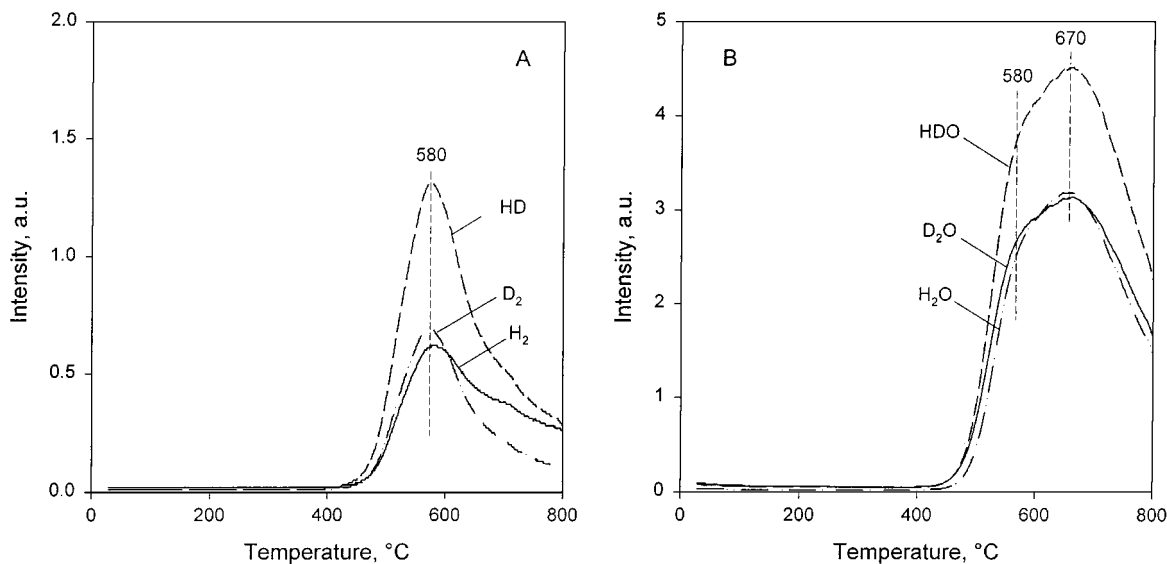 A
2.0
1.5
1.0
0.5
0.0
Intensity, a.u.
580
HD
D₂
H₂
0
200
400
600
800
Temperature, °C
B
5
4
3
2
1
0
Intensity, a.u.
670
580
HDO
D₂O
H₂O
0
200
400
600
800
Temperature, °C